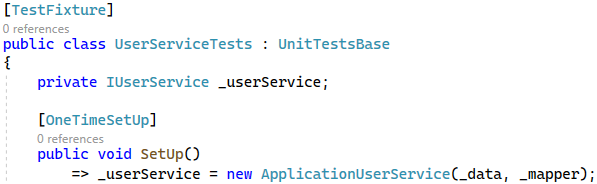 [TestFixture]
0 references
public class UserServiceTests : UnitTestsBase
{
private IUserService _userService;
[OneTimeSetUp]
0 references
public void SetUp()
=> _userService = new ApplicationUserService(_data, _mapper);